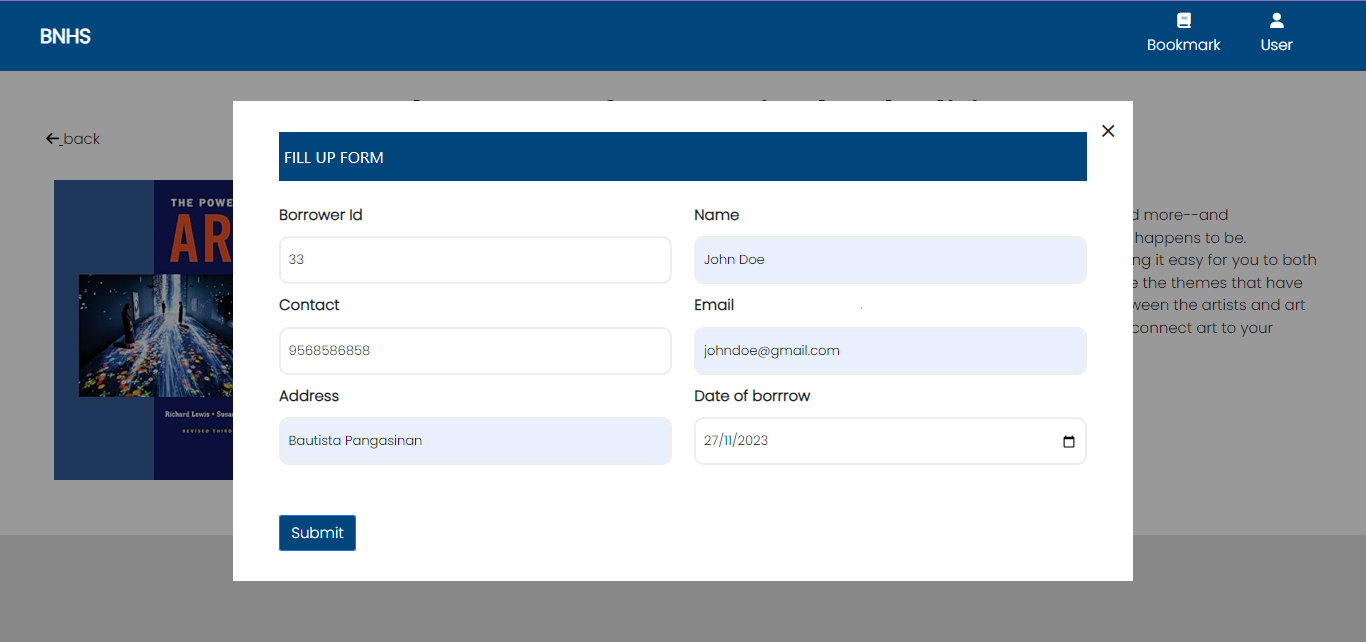 BNHS
Bookmark
User
back
FILL UP FORM
Borrower Id
Name
33
John Doe
Contact
Email
9568586858
johndoe@gmail.com
Address
Date of borrrow
Bautista Pangasinan
27/11/2023
Submit
THE POWE
AR
Richard Lewis • Susa
REVISED THIRD
d more--and
happens to be.
ng it easy for you to both
e the themes that have
ween the artists and art
connect art to your